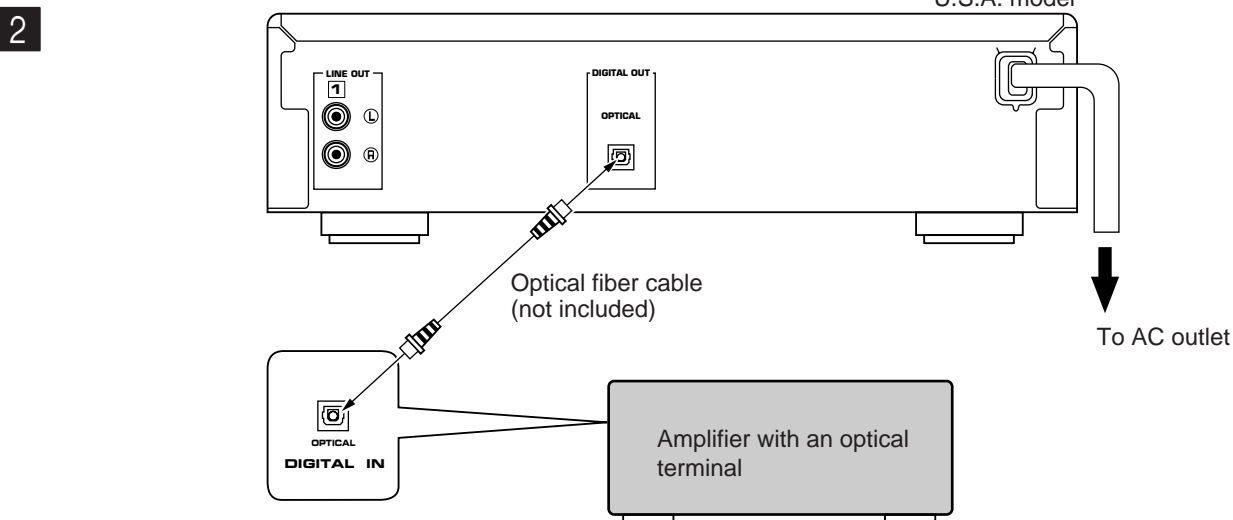 U.S.A. model
2
LINE OUT
1
L
R
DIGITAL OUT
OPTICAL
Optical fiber cable
(not included)
To AC outlet
OPTICAL
DIGITAL IN
Amplifier with an optical
terminal